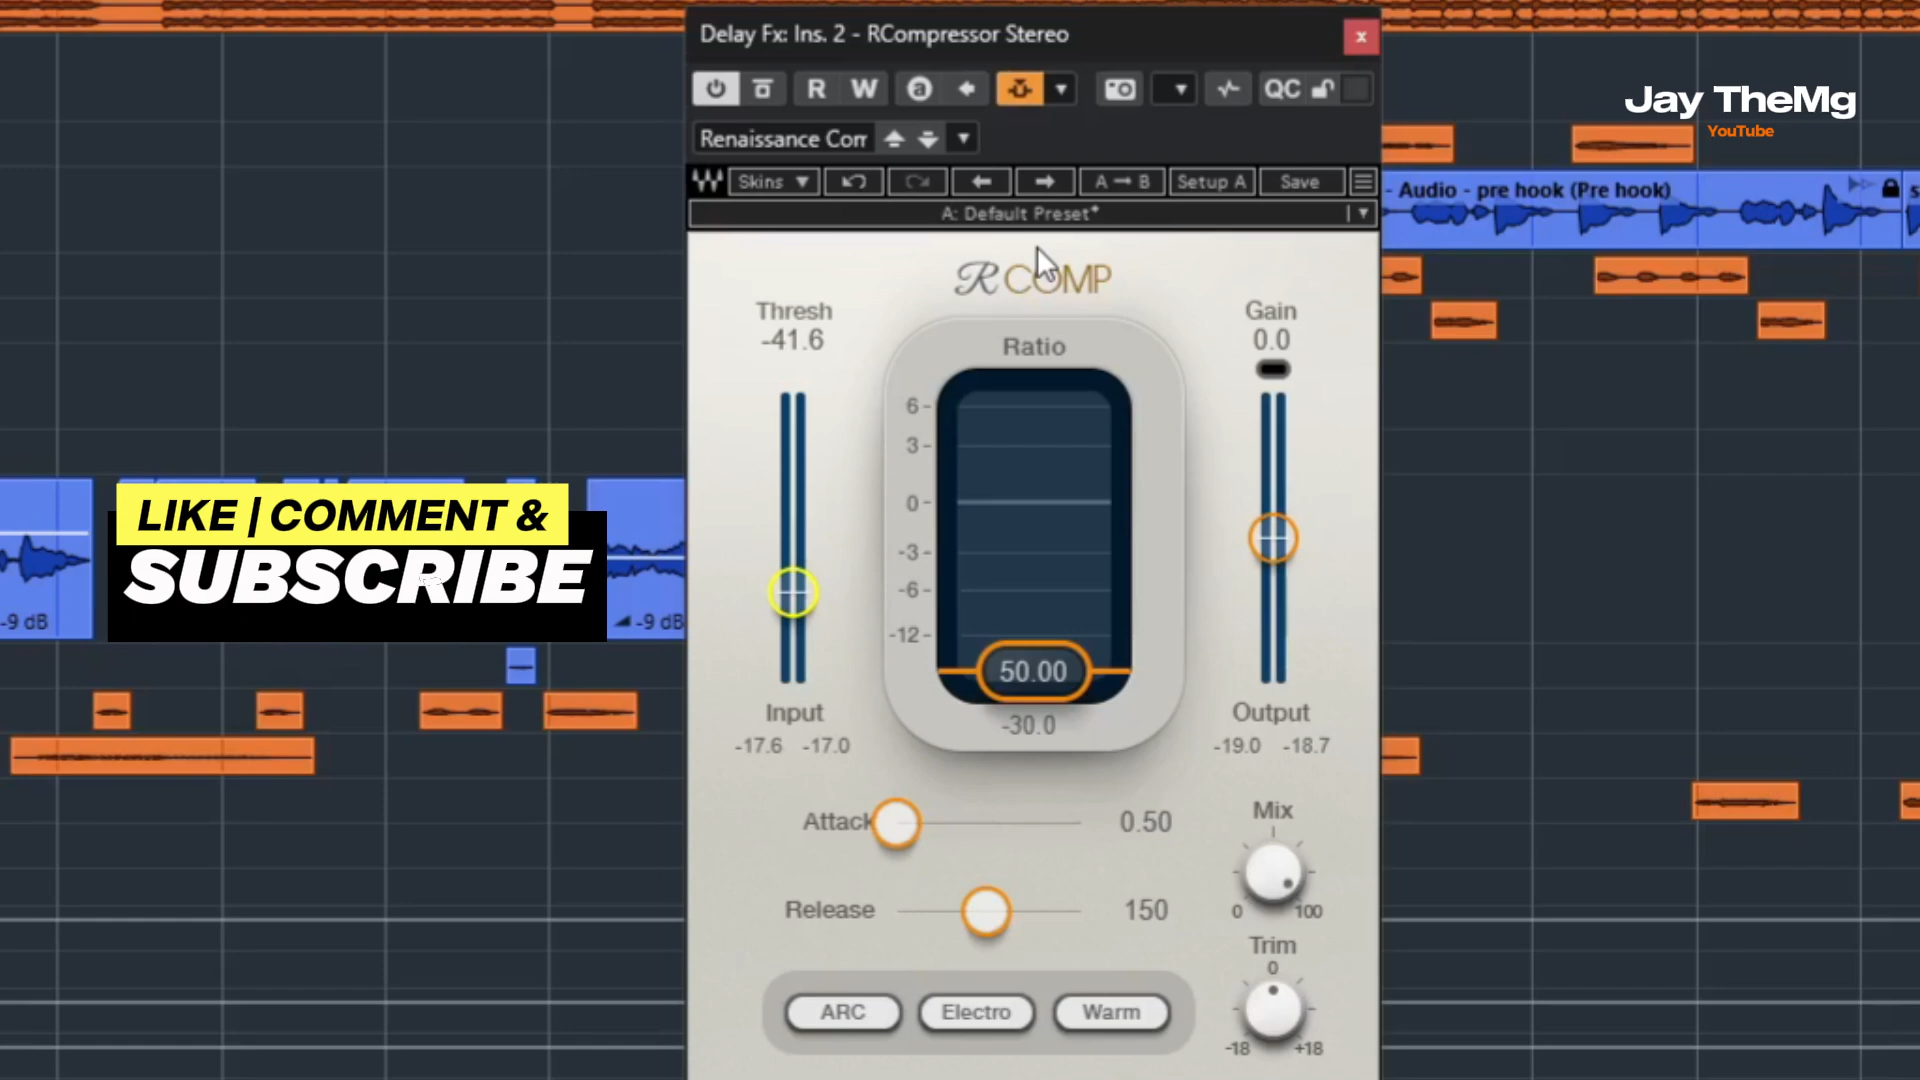 Delay Fx: Ins. 2 - RCompressor Stereo
x
R W a QC
Renaissance Com
Jay TheMg
YouTube
Skins A → B Setup A Save
A: Default Preset*
- Audio - pre hook (Pre hook)
R COMP
Thresh
-41.6
Ratio
Gain
0.0
6
3
0
-3
-6
-12
50.00
-30.0
LIKE | COMMENT &
SUBSCRIBE
-9 dB
-9 dB
Input
-17.6 -17.0
Output
-19.0 -18.7
Attack 0.50
Mix
0 100
Release 150
Trim
0
-18 +18
ARC Electro Warm